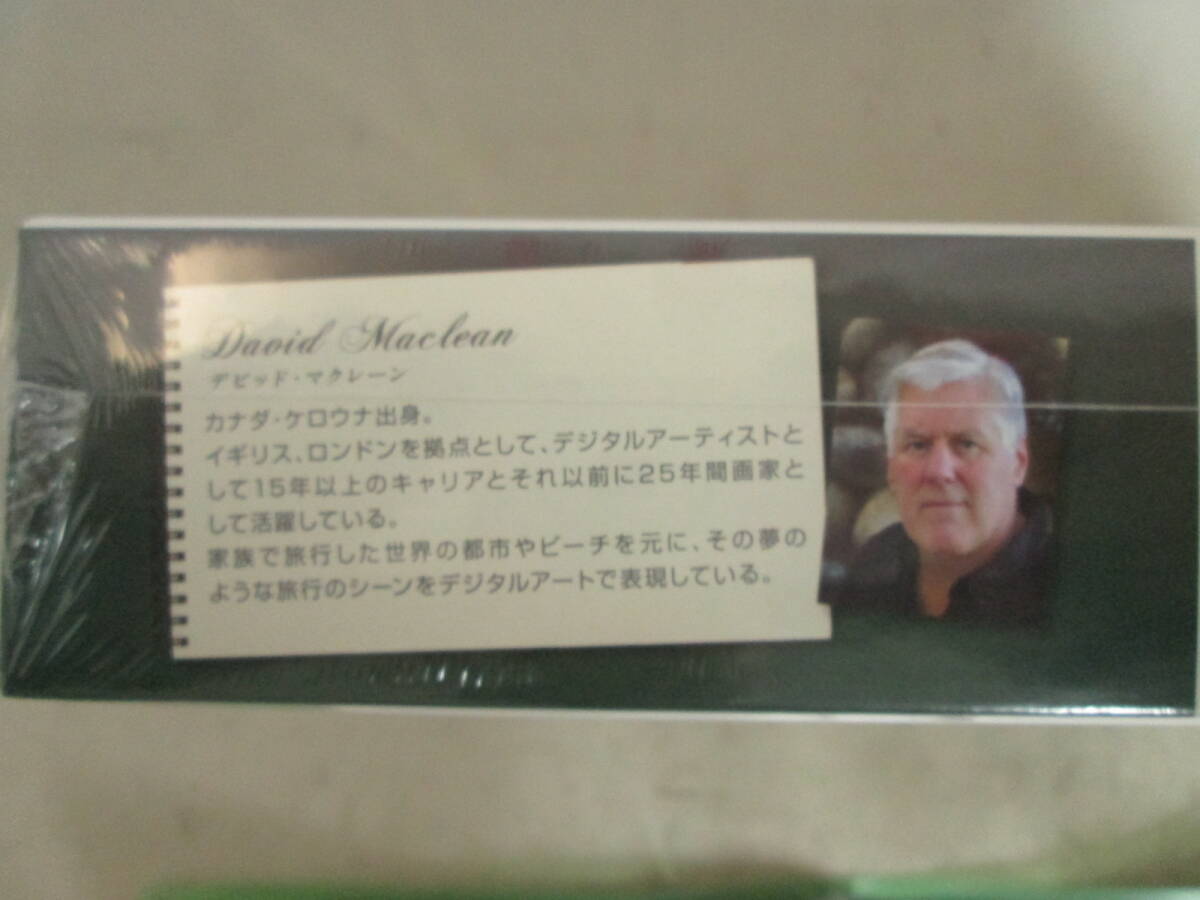 David Maclean
デビッド・マクレーン
カナダ・ケロウナ出身。
イギリス、ロンドンを拠点として、デジタルアーティストと
して15年以上のキャリアとそれ以前に25年間画家と
して活躍している。
家族で旅行した世界の都市やビーチを元に、その夢の
ような旅行のシーンをデジタルアートで表現している。